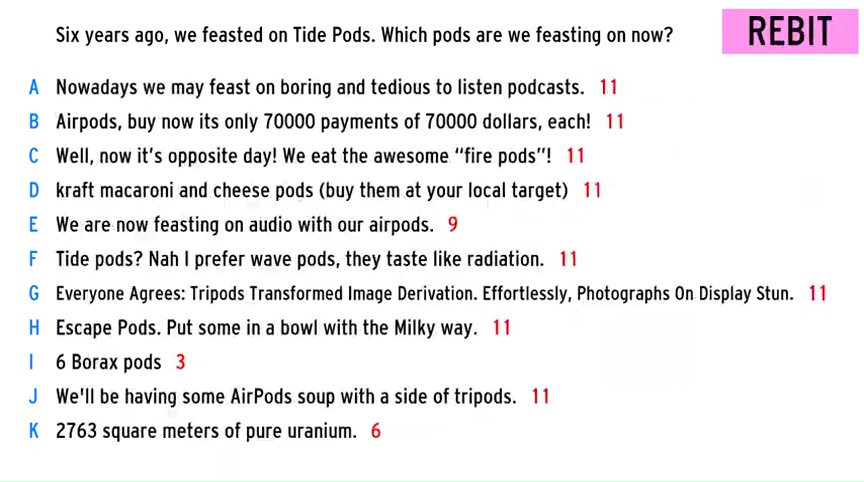 Six years ago, we feasted on Tide Pods. Which pods are we feasting on now?
REBIT
A Nowadays we may feast on boring and tedious to listen podcasts. 11
B Airpods, buy now its only 70000 payments of 70000 dollars, each! 11
C Well, now it's opposite day! We eat the awesome “fire pods”! 11
D kraft macaroni and cheese pods (buy them at your local target) 11
E We are now feasting on audio with our airpods. 9
F Tide pods? Nah I prefer wave pods, they taste like radiation. 11
G Everyone Agrees: Tripods Transformed Image Derivation. Effortlessly, Photographs On Display Stun. 11
H Escape Pods. Put some in a bowl with the Milky way. 11
I 6 Borax pods 3
J We'll be having some AirPods soup with a side of tripods. 11
K 2763 square meters of pure uranium. 6